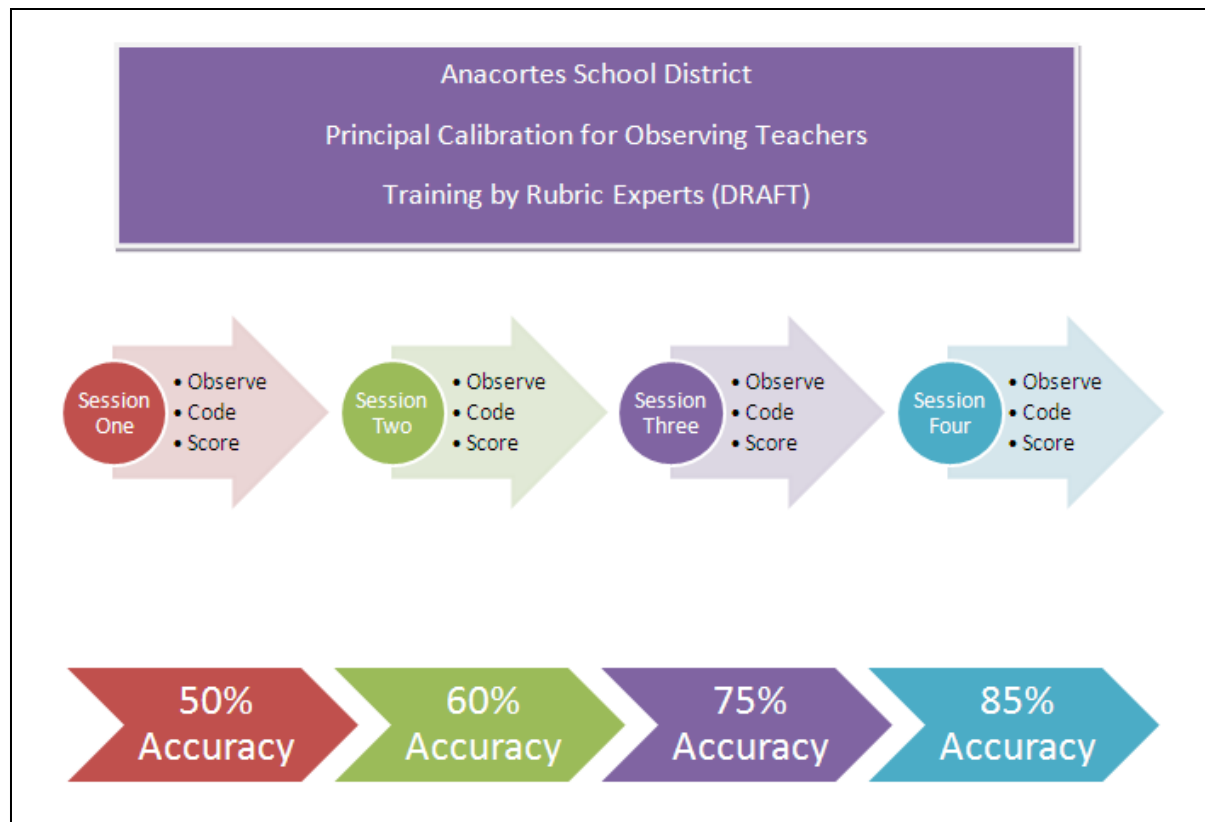 Anacortes School District
Principal Calibration for Observing Teachers
Training by Rubric Experts (DRAFT)
Session
One
• Observe
• Code
• Score
Session
Two
• Observe
• Code
• Score
Session
Three
• Observe
• Code
• Score
Session
Four
• Observe
• Code
• Score
50%
Accuracy
60%
Accuracy
75%
Accuracy
85%
Accuracy